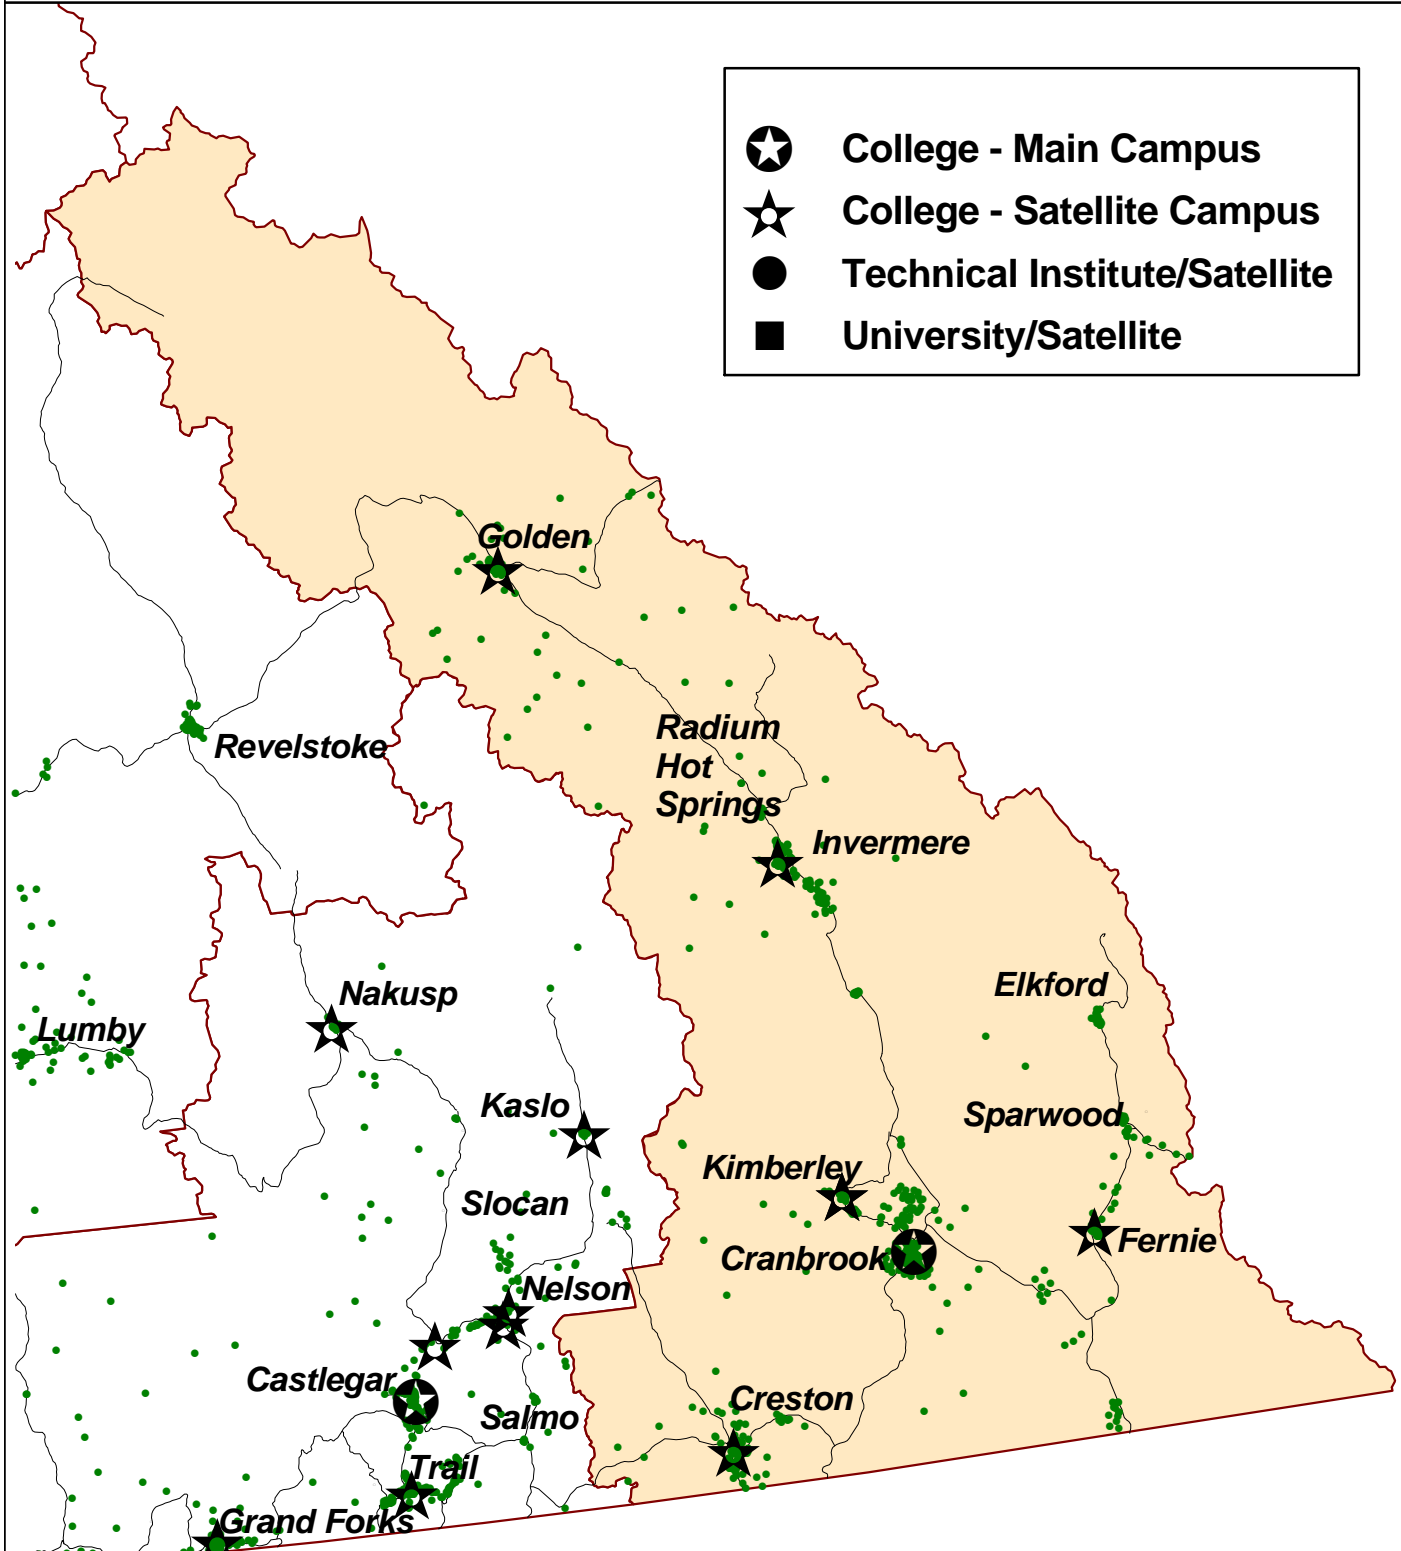 College - Main Campus
College - Satellite Campus
Technical Institute/Satellite
University/Satellite
Golden
Radium
Hot
Springs
Revelstoke
Invermere
Elkford
Nakusp
Lumby
Kaslo
Sparwood
Kimberley
Slocan
Cranbrook
Fernie
Nelson
Castlegar
Creston
Salmo
Trail
Grand Forks